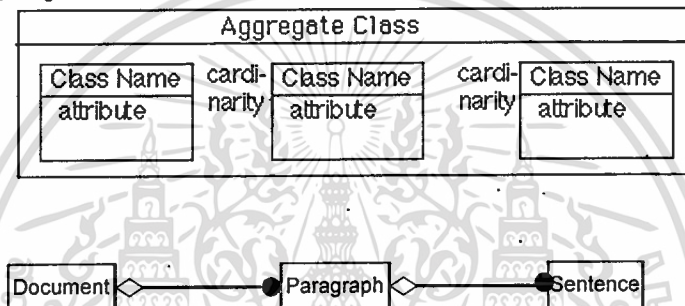 Aggregate Class
Class Name cardi- Class Name cardi- Class Name
attribute narity attribute narity attribute
Document Paragraph Sentence